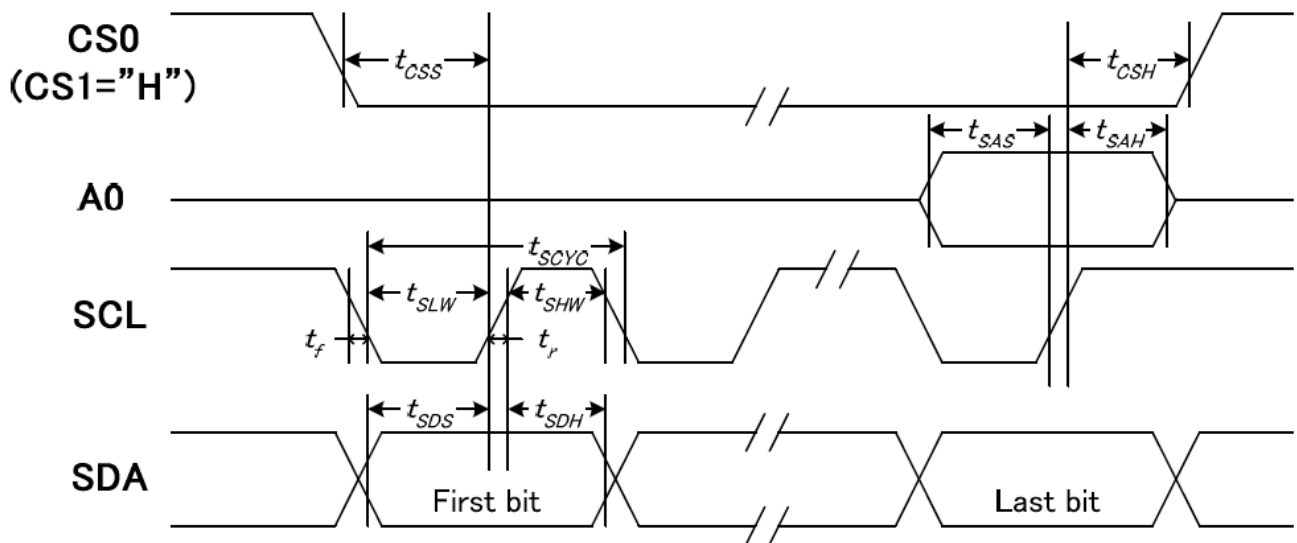 CS0
(CS1="H")
tCSS
tCSH
tSAS
tSAH
A0
tSCYC
tSLW
tSHW
SCL
tf
tr
tSDS
tSDH
SDA
First bit
Last bit